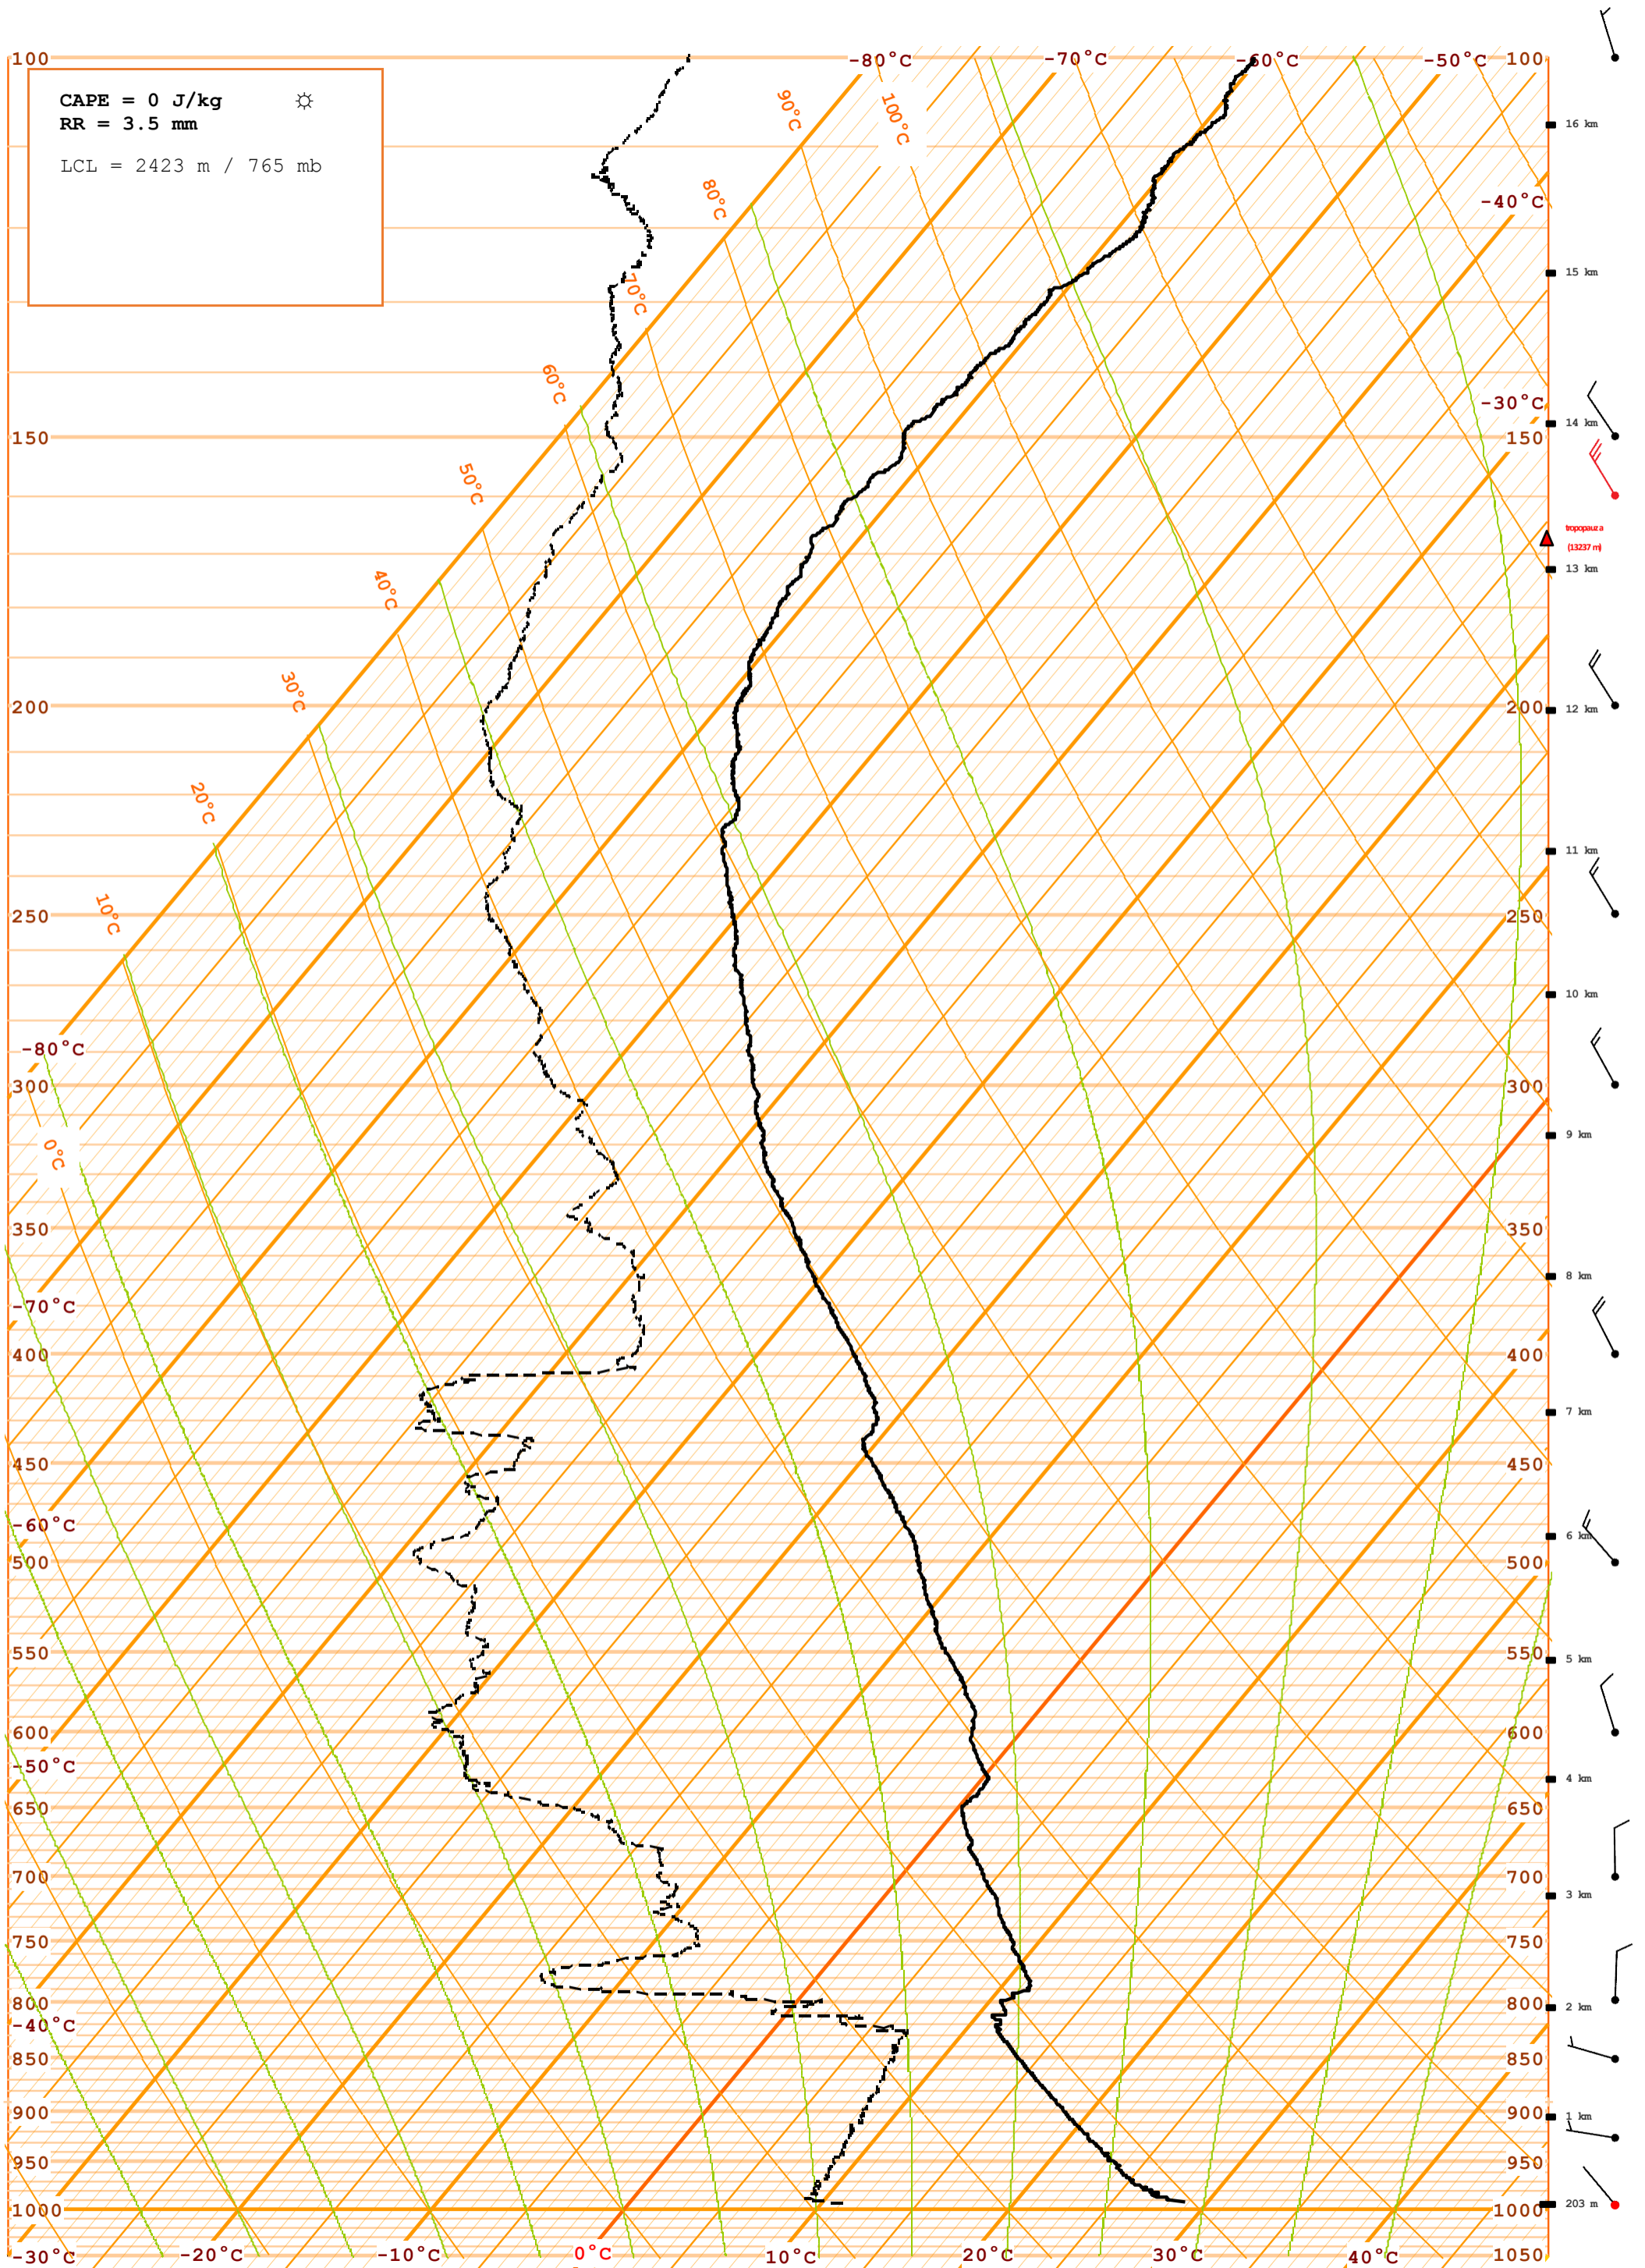 100 -80°C -70°C -60°C -50°C 100
CAPE = 0 J/kg ☼
RR = 3.5 mm
LCL = 2423 m / 765 mb
90°C 100°C
16 km
80°C
-40°C
15 km
70°C
60°C
-30°C
14 km
150 150
50°C
tropopauza
(13237 m)
13 km
40°C
30°C
200 200
12 km
20°C
11 km
10°C
250 250
10 km
-80°C
300 300
9 km
0°C
350 350
8 km
-70°C
400 400
7 km
450 450
-60°C
6 km
500 500
550 550
5 km
600 600
-50°C
4 km
650 650
700 700
3 km
750 750
800 800
2 km
-40°C
850 850
900 900
1 km
950 950
1000 1000
203 m
-30°C -20°C -10°C 0°C 10°C 20°C 30°C 40°C 1050